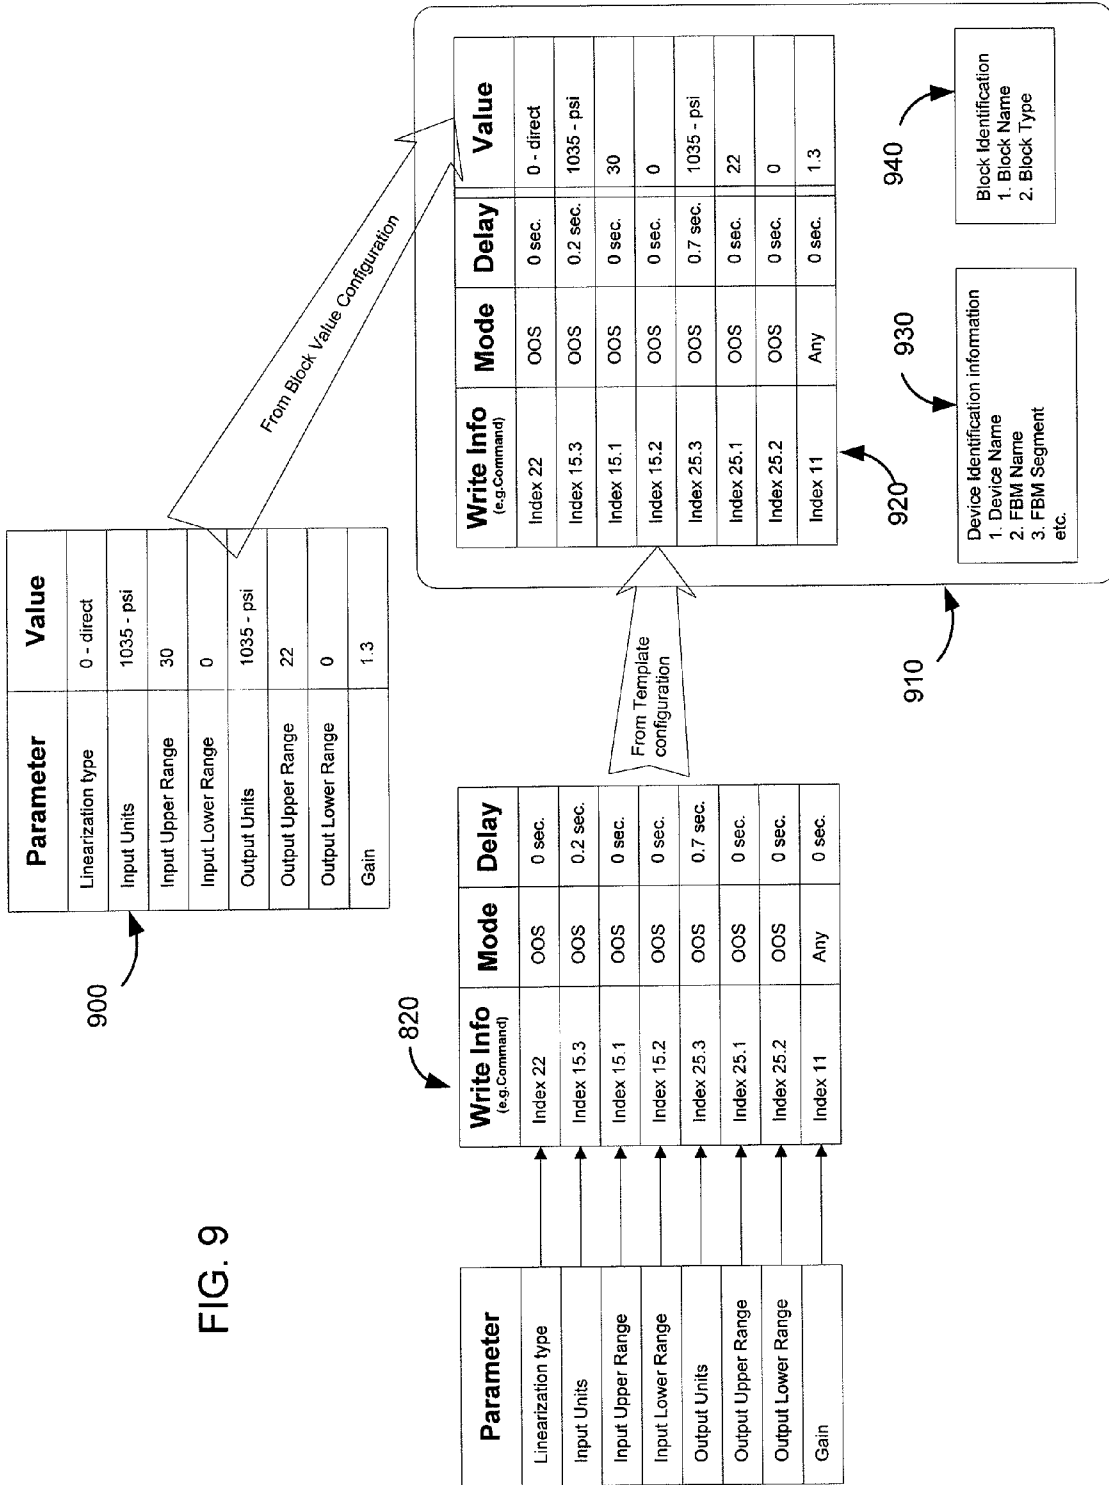 FIG. 9
Parameter Value
Linearization type 0 - direct
Input Units 1035 - psi
Input Upper Range 30
Input Lower Range 0
Output Units 1035 - psi
Output Upper Range 22
Output Lower Range 0
Gain 1.3
900
From Block Value Configuration
Parameter
Linearization type
Input Units
Input Upper Range
Input Lower Range
Output Units
Output Upper Range
Output Lower Range
Gain
820
Write Info Mode Delay
(e.g.Command)
Index 22 OOS 0 sec.
Index 15.3 OOS 0.2 sec.
Index 15.1 OOS 0 sec.
Index 15.2 OOS 0 sec.
Index 25.3 OOS 0.7 sec.
Index 25.1 OOS 0 sec.
Index 25.2 OOS 0 sec.
Index 11 Any 0 sec.
From Template
configuration
Write Info Mode Delay Value
(e.g.Command)
Index 22 OOS 0 sec. 0 - direct
Index 15.3 OOS 0.2 sec. 1035 - psi
Index 15.1 OOS 0 sec. 30
Index 15.2 OOS 0 sec. 0
Index 25.3 OOS 0.7 sec. 1035 - psi
Index 25.1 OOS 0 sec. 22
Index 25.2 OOS 0 sec. 0
Index 11 Any 0 sec. 1.3
910
920
930
940
Device Identification information
1. Device Name
2. FBM Name
3. FBM Segment
etc.
Block Identification
1. Block Name
2. Block Type